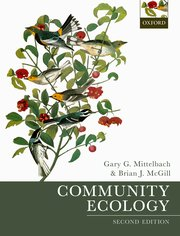 OXFORD
Gary G. Mittelbach
& Brian J. McGill
COMMUNITY
ECOLOGY
SECOND EDITION